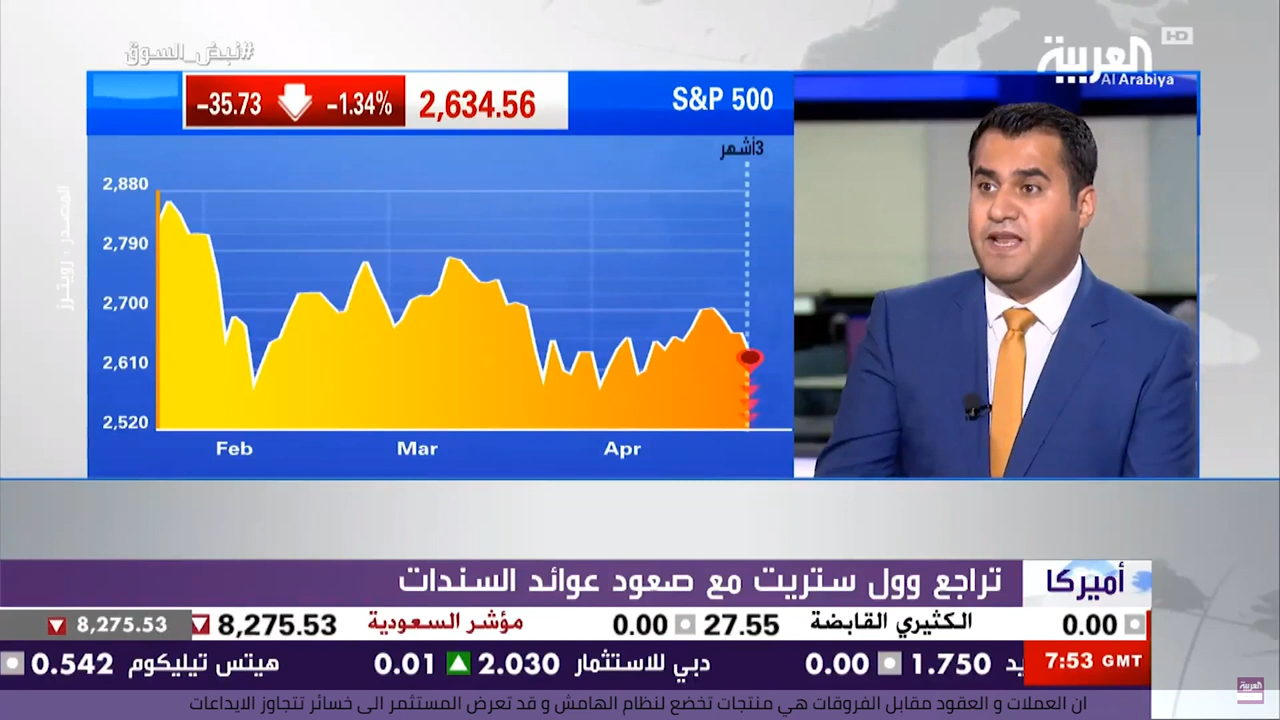 #نبض_السوق
HD
العربية
Al Arabiya
-35.73 -1.34% 2,634.56 S&P 500
3أشهر
المصدر: رويترز
2,880
2,790
2,700
2,610
2,520
Feb Mar Apr
أميركا تراجع وول ستريت مع صعود عوائد السندات
0.00 الكثيري القابضة 27.55 0.00 مؤشر السعودية 8,275.53 8,275.53
7:53 GMT يد 1.750 0.00 دبي للاستثمار 2.030 0.01 هيتس تيليكوم 0.542
العربية
ان العملات و العقود مقابل الفروقات هي منتجات تخضع لنظام الهامش و قد تعرض المستثمر الى خسائر تتجاوز الايداعات